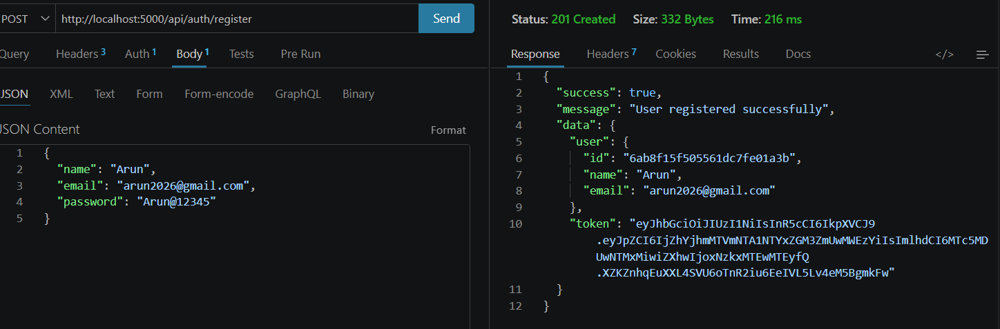 POST http://localhost:5000/api/auth/register Send
Query Headers 3 Auth 1 Body 1 Tests Pre Run
JSON XML Text Form Form-encode GraphQL Binary
JSON Content Format
1 {
2 "name": "Arun",
3 "email": "arun2026@gmail.com",
4 "password": "Arun@12345"
5 }
Status: 201 Created Size: 332 Bytes Time: 216 ms
Response Headers 7 Cookies Results Docs </>
1 {
2 "success": true,
3 "message": "User registered successfully",
4 "data": {
5 "user": {
6 "id": "6ab8f15f505561dc7fe01a3b",
7 "name": "Arun",
8 "email": "arun2026@gmail.com"
9 },
10 "token": "eyJhbGciOiJIUzI1NiIsInR5cCI6IkpXVCJ9
.eyJpZCI6IjZhYjhmMTVmNTA1NTYxZGM3ZmUwMWEzYiIsImlhdCI6MTc5MD
UwNTMxMiwiZXhwIjoxNzkxMTEwMTEyfQ
.XZKZnhqEuXXL4SVU6oTnR2iu6EeIVL5Lv4eM5BgmkFw"
11 }
12 }